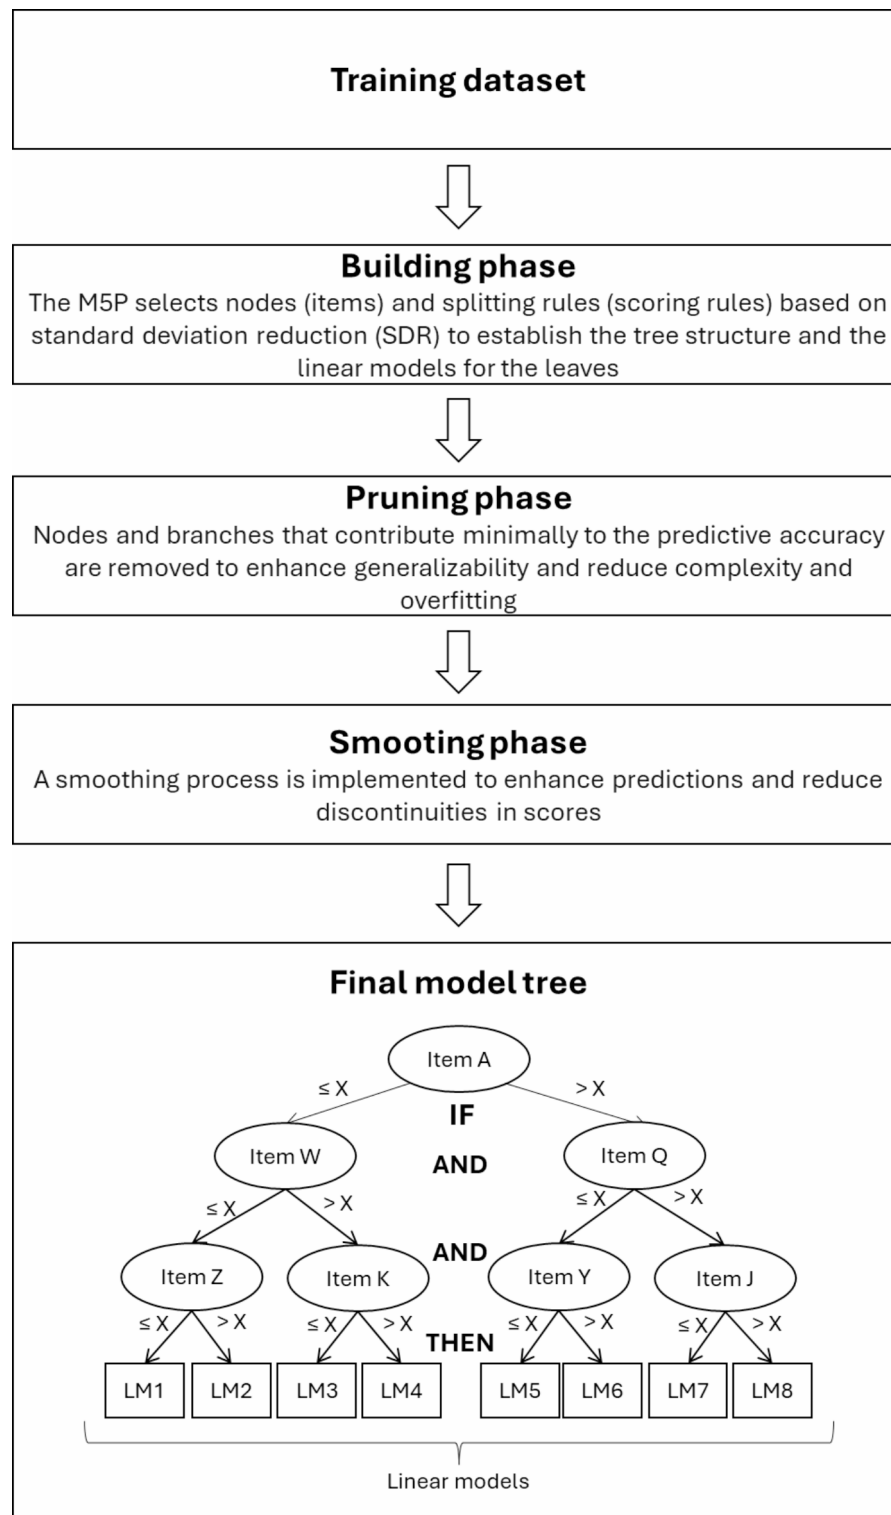 Training dataset
Building phase
The M5P selects nodes (items) and splitting rules (scoring rules) based on
standard deviation reduction (SDR) to establish the tree structure and the
linear models for the leaves
Pruning phase
Nodes and branches that contribute minimally to the predictive accuracy
are removed to enhance generalizability and reduce complexity and
overfitting
Smooting phase
A smoothing process is implemented to enhance predictions and reduce
discontinuities in scores
Final model tree
Item A
≤ X > X
IF
Item W Item Q
AND
≤ X > X ≤ X > X
AND
Item Z Item K Item Y Item J
≤ X > X ≤ X > X ≤ X > X ≤ X > X
THEN
LM1 LM2 LM3 LM4 LM5 LM6 LM7 LM8
Linear models